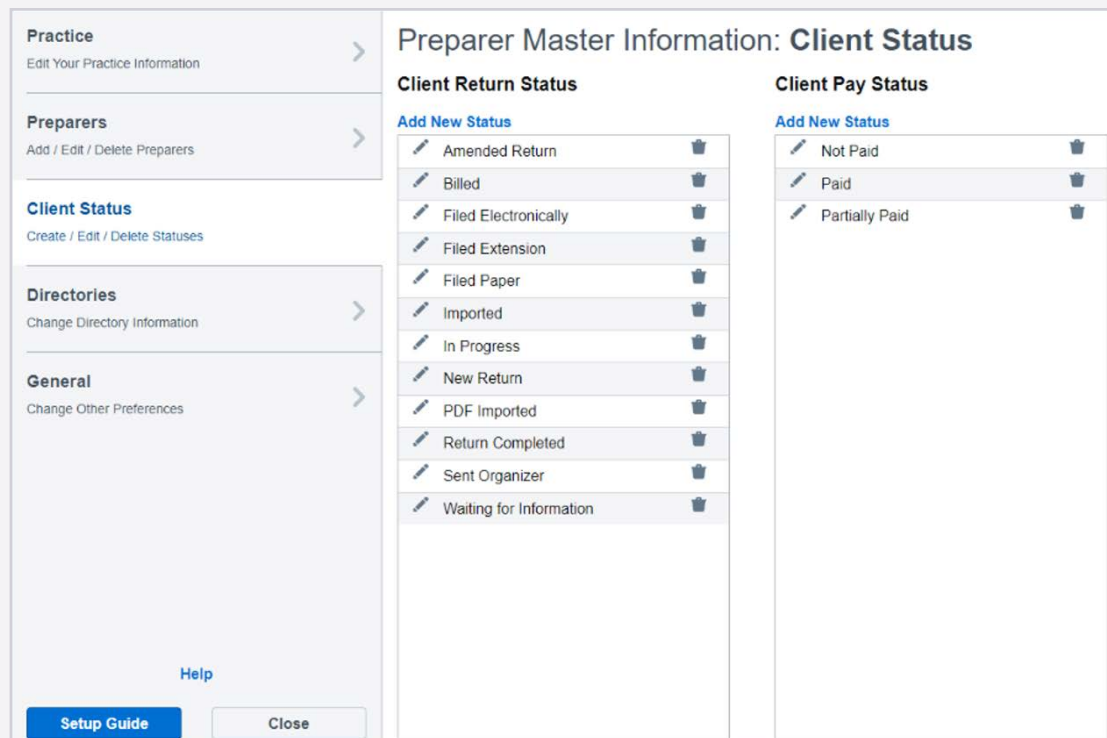 Practice
Edit Your Practice Information
Preparers
Add / Edit / Delete Preparers
Client Status
Create / Edit / Delete Statuses
Directories
Change Directory Information
General
Change Other Preferences
Help
Setup Guide
Close
Preparer Master Information: Client Status
Client Return Status
Add New Status
Amended Return
Billed
Filed Electronically
Filed Extension
Filed Paper
Imported
In Progress
New Return
PDF Imported
Return Completed
Sent Organizer
Waiting for Information
Client Pay Status
Add New Status
Not Paid
Paid
Partially Paid